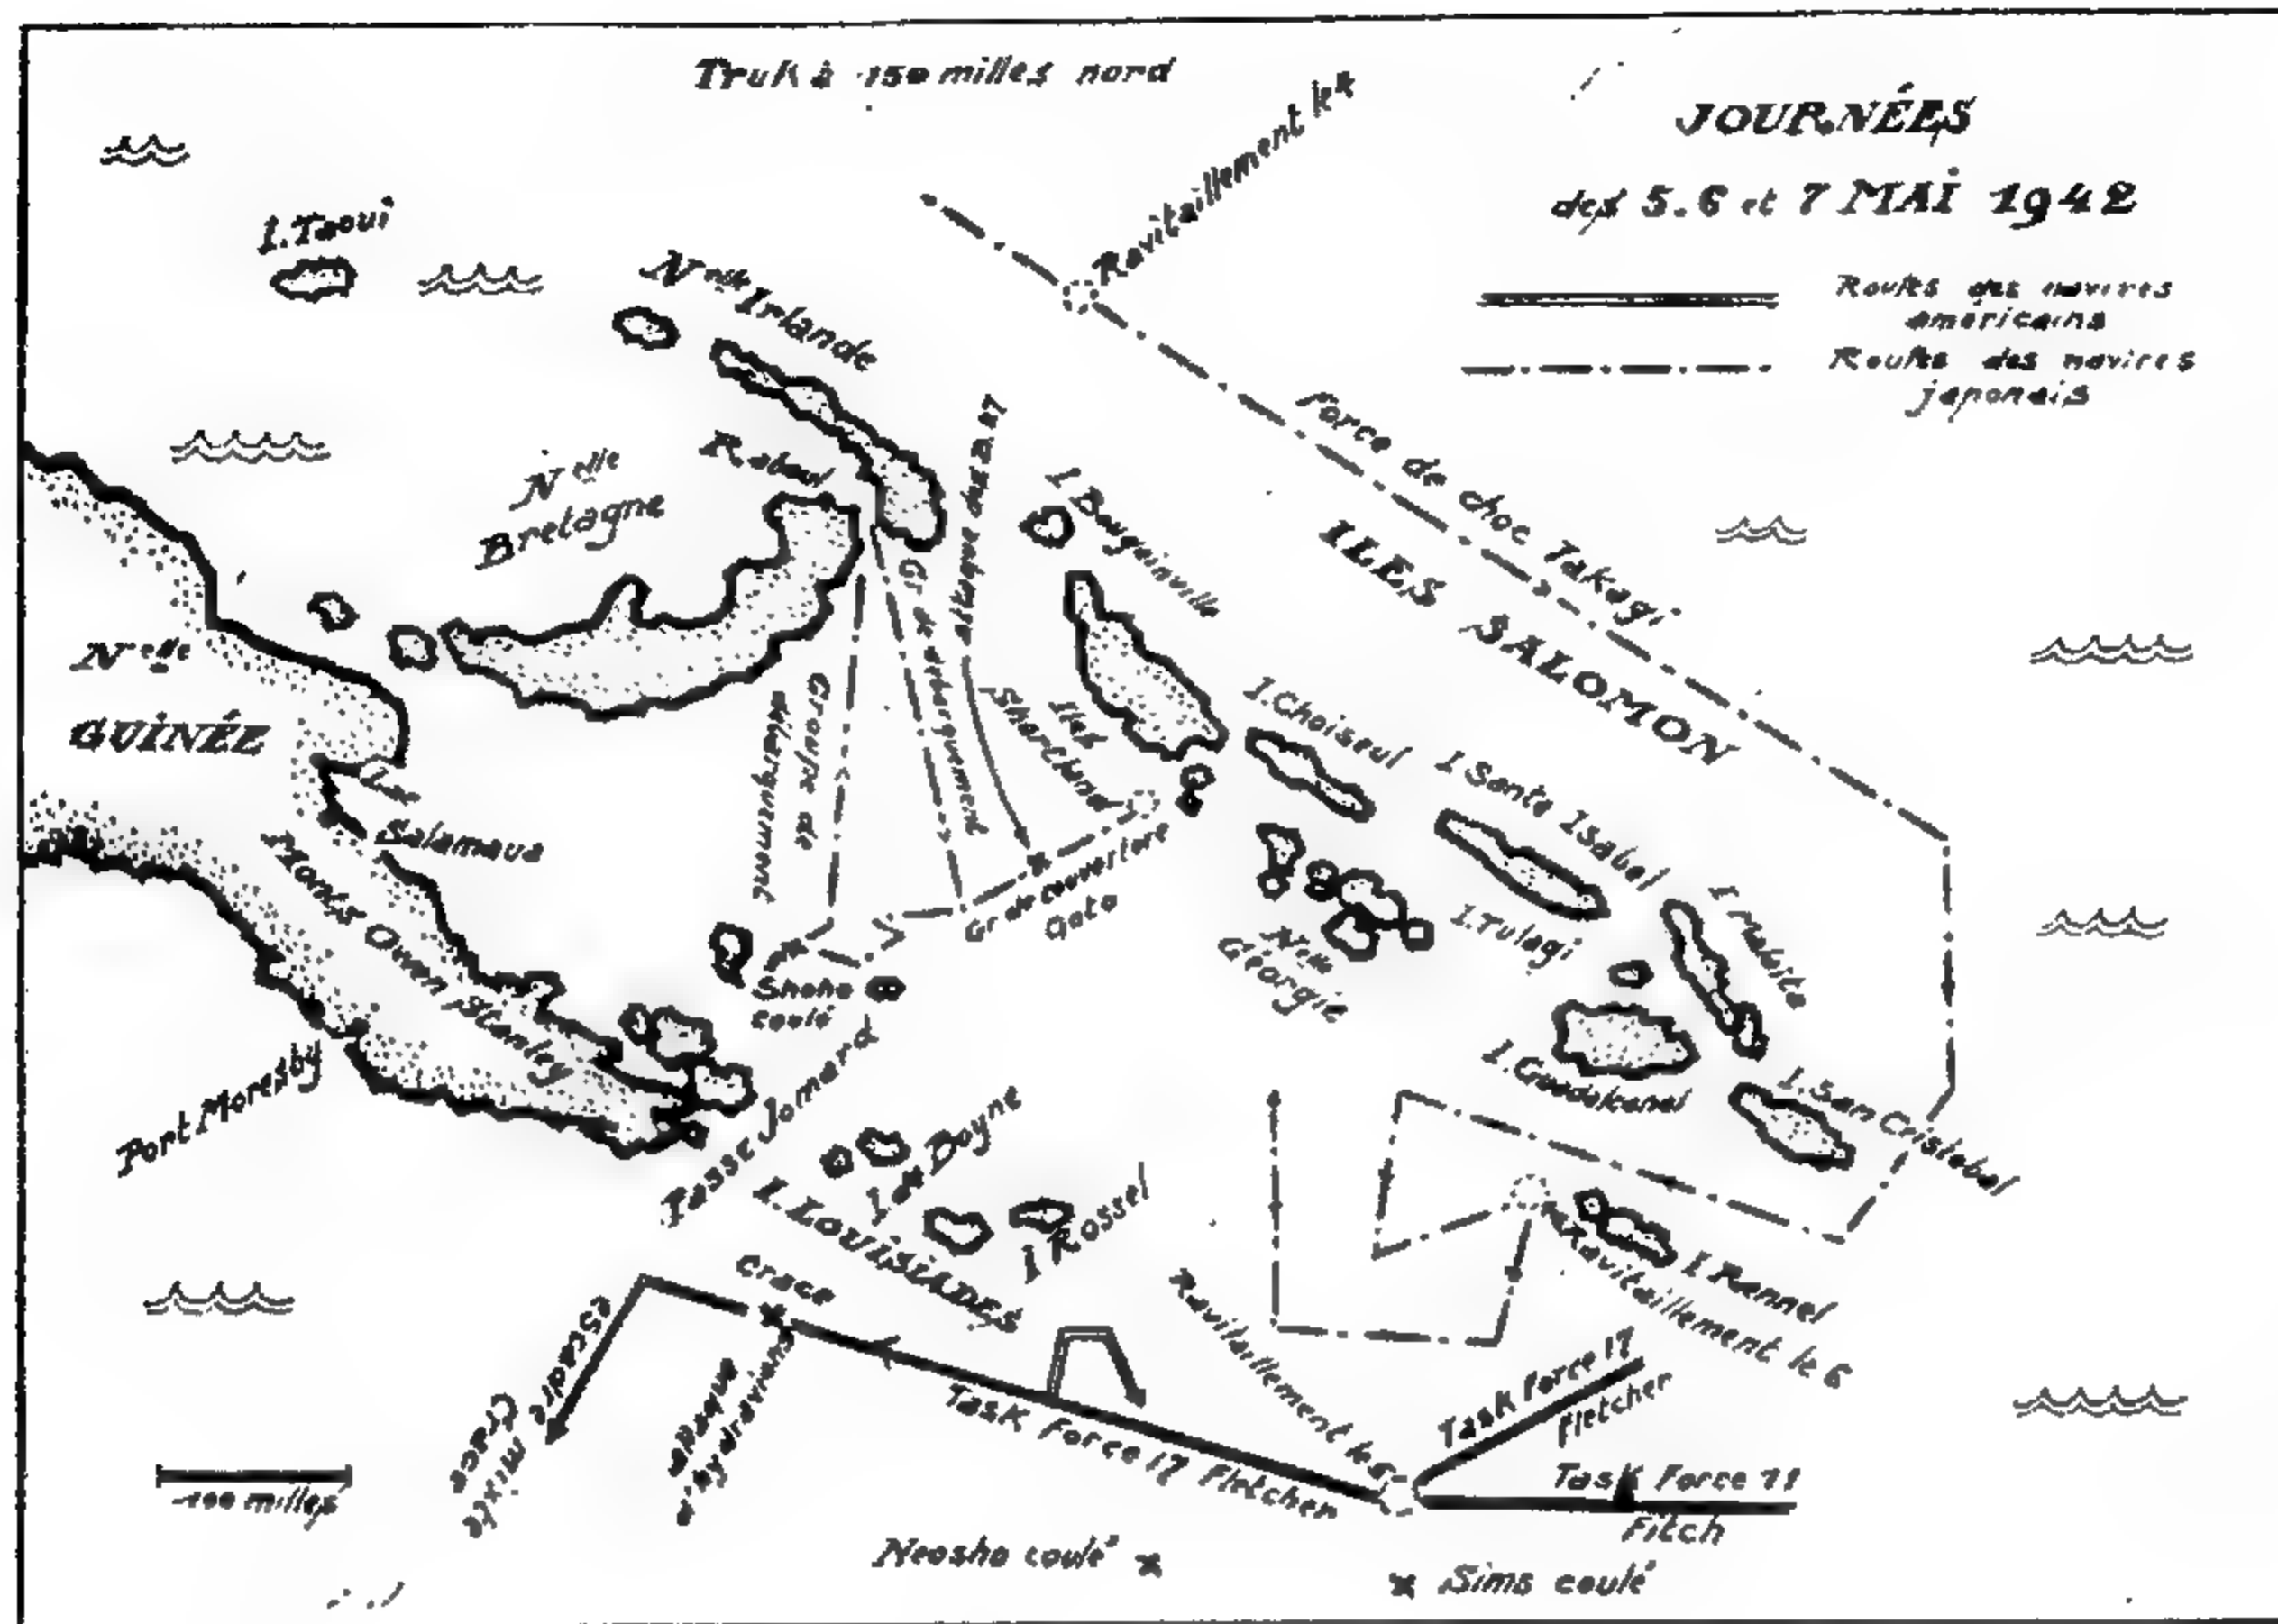 Truk à 150 milles nord
JOURNÉES
des 5.6 et 7 MAI 1942
Routes des navires
américains
Routes des navires
japonais
Ravitaillement le
I. Taoui
Nelle Irlande
Rabaul
Nelle
Bretagne
I Bougainville
Force de choc Takagi
ILES SALOMON
attaque des
Gr de débarquement
Groupe de
débarquement
Ilet
Shortland
I. Choiseul
I Santa Isabel
I Malaita
I. Tulagi
Nelle
Géorgie
Gr de couverture
Goto
Nelle
GUINÉE
Lae
Salamaua
Monts Owen Stanley
Port Moresby
Shoho
coulé
Passe Jomard
I. Guadalcanal
I. San Cristobal
I Rennel
Ravitaillement le 6
I. LOUISIADES
Boyne
I Rossel
Crace
escadre mixte
Crace
attaque
d'hydravions
Task Force 17 Fletcher
Ravitaillement le
Task Force 17
Fletcher
Task Force 11
Fitch
100 milles
Neosho coulé
Sims coulé